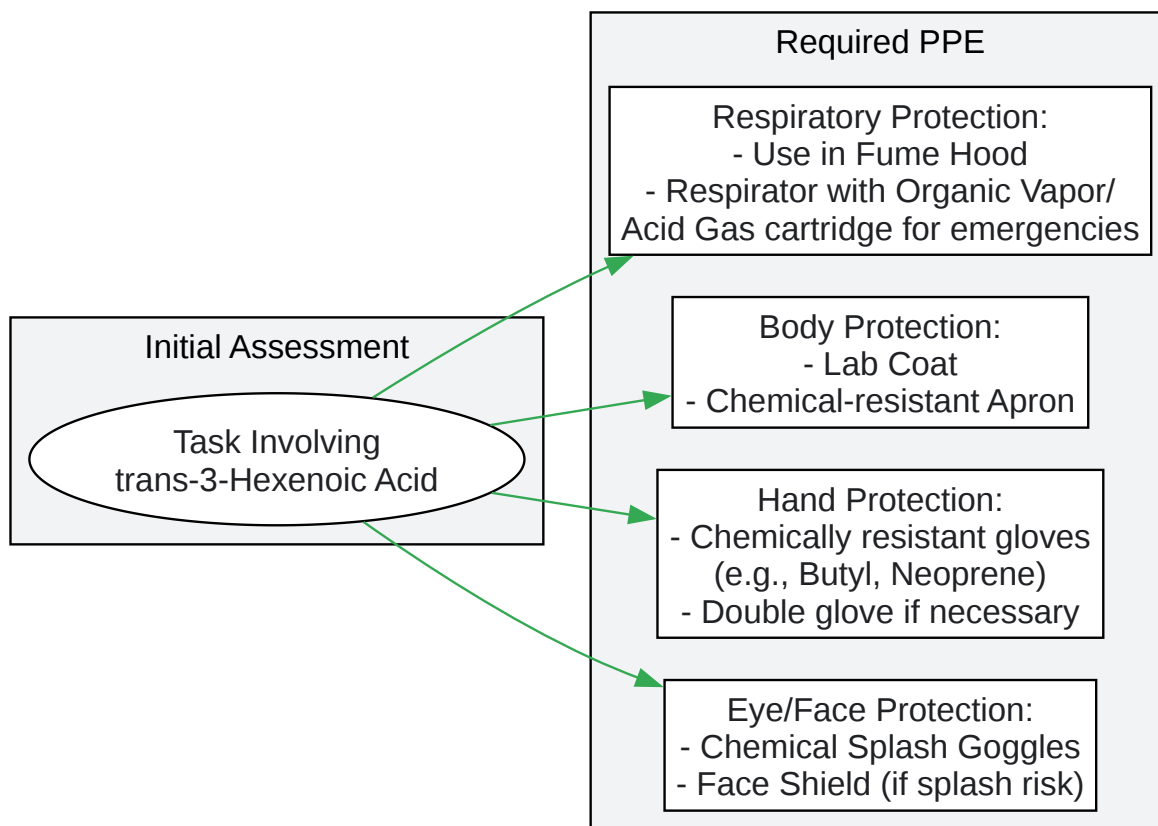 Required PPE
Respiratory Protection:
- Use in Fume Hood
- Respirator with Organic Vapor/
Acid Gas cartridge for emergencies
Initial Assessment
Task Involving
trans-3-Hexenoic Acid
Body Protection:
- Lab Coat
- Chemical-resistant Apron
Hand Protection:
- Chemically resistant gloves
(e.g., Butyl, Neoprene)
- Double glove if necessary
Eye/Face Protection:
- Chemical Splash Goggles
- Face Shield (if splash risk)